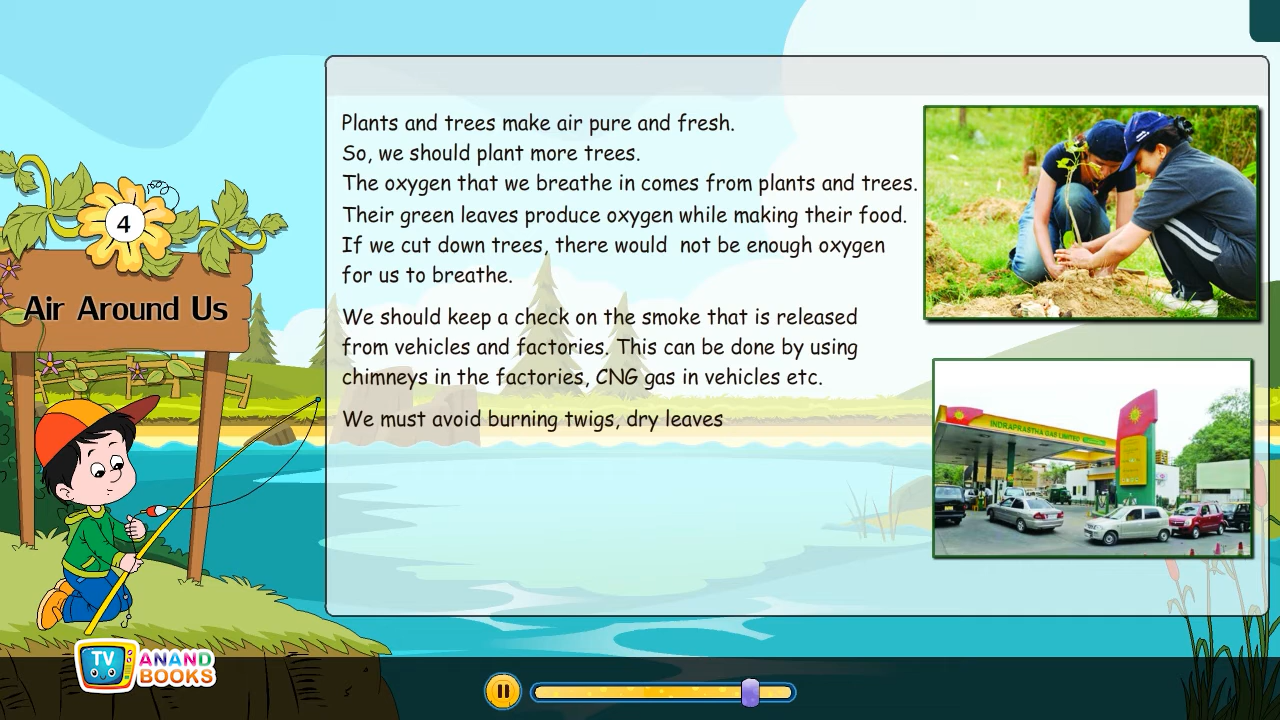 4
Air Around Us
Plants and trees make air pure and fresh.
So, we should plant more trees.
The oxygen that we breathe in comes from plants and trees.
Their green leaves produce oxygen while making their food.
If we cut down trees, there would not be enough oxygen
for us to breathe.
We should keep a check on the smoke that is released
from vehicles and factories. This can be done by using
chimneys in the factories, CNG gas in vehicles etc.
We must avoid burning twigs, dry leaves
INDRAPRASTHA GAS LIMITED
TV
ANAND
BOOKS